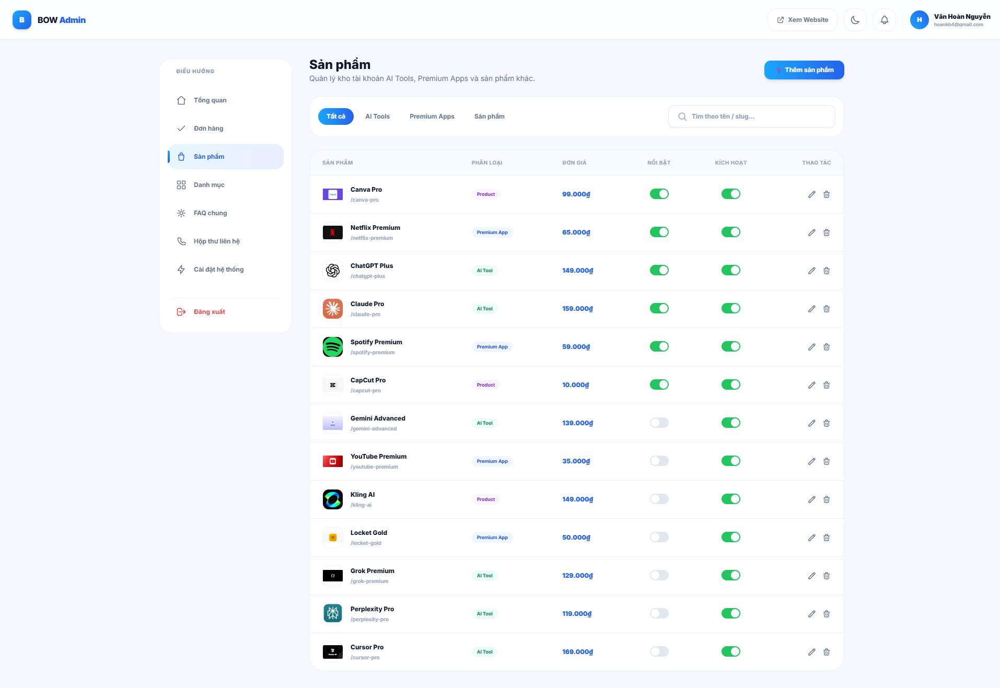 B
BOW Admin
Xem Website
H
Văn Hoàn Nguyễn
hoankb4@gmail.com
ĐIỀU HƯỚNG
Tổng quan
Đơn hàng
Sản phẩm
Danh mục
FAQ chung
Hộp thư liên hệ
Cài đặt hệ thống
Đăng xuất
Sản phẩm
Quản lý kho tài khoản AI Tools, Premium Apps và sản phẩm khác.
Thêm sản phẩm
Tất cả
AI Tools
Premium Apps
Sản phẩm
Tìm theo tên / slug...
SẢN PHẨM PHÂN LOẠI ĐƠN GIÁ NỔI BẬT KÍCH HOẠT THAO TÁC
Canva Pro
/canva-pro
Product
99.000₫
Netflix Premium
/netflix-premium
Premium App
65.000₫
ChatGPT Plus
/chatgpt-plus
AI Tool
149.000₫
Claude Pro
/claude-pro
AI Tool
159.000₫
Spotify Premium
/spotify-premium
Premium App
59.000₫
CapCut Pro
/capcut-pro
Product
10.000₫
Gemini Advanced
/gemini-advanced
AI Tool
139.000₫
YouTube Premium
/youtube-premium
Premium App
35.000₫
Kling AI
/kling-ai
Product
149.000₫
Locket Gold
/locket-gold
Premium App
50.000₫
Grok Premium
/grok-premium
AI Tool
129.000₫
Perplexity Pro
/perplexity-pro
AI Tool
119.000₫
Cursor Pro
/cursor-pro
AI Tool
169.000₫